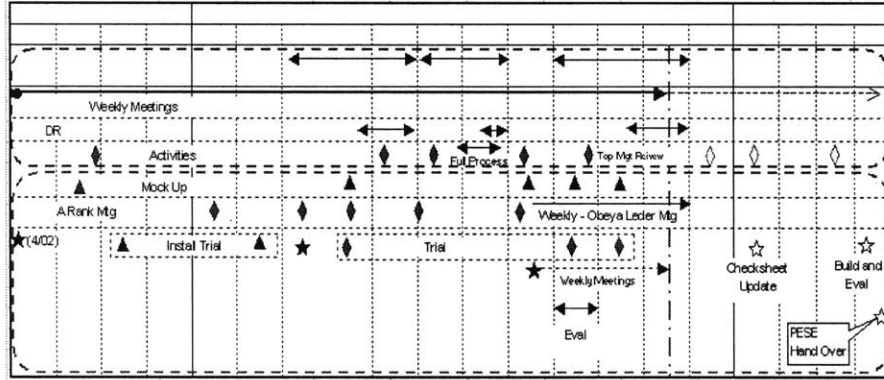 Weekly Meetings
DR
Activities
Full Process
Top Mgt Reivew
Mock Up
A Rank Mtg
Weekly - Obeya Leder Mtg
(4/02)
Instal Trial
Trial
Weekly Meetings
Checksheet
Update
Build and
Eval
Eval
PESE
Hand Over